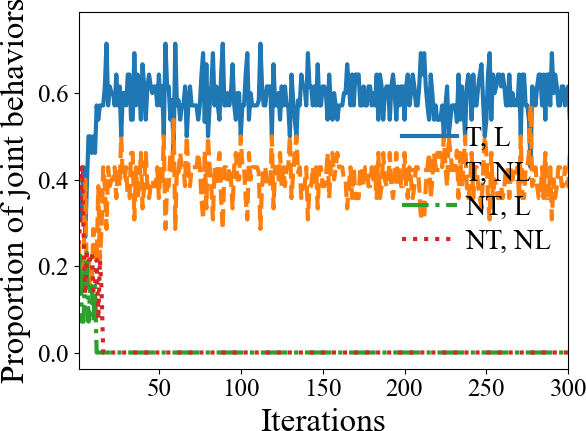 Proportion of joint behaviors
0.6
0.4
0.2
0.0
T, L
T, NL
NT, L
NT, NL
50
100
150
200
250
300
Iterations